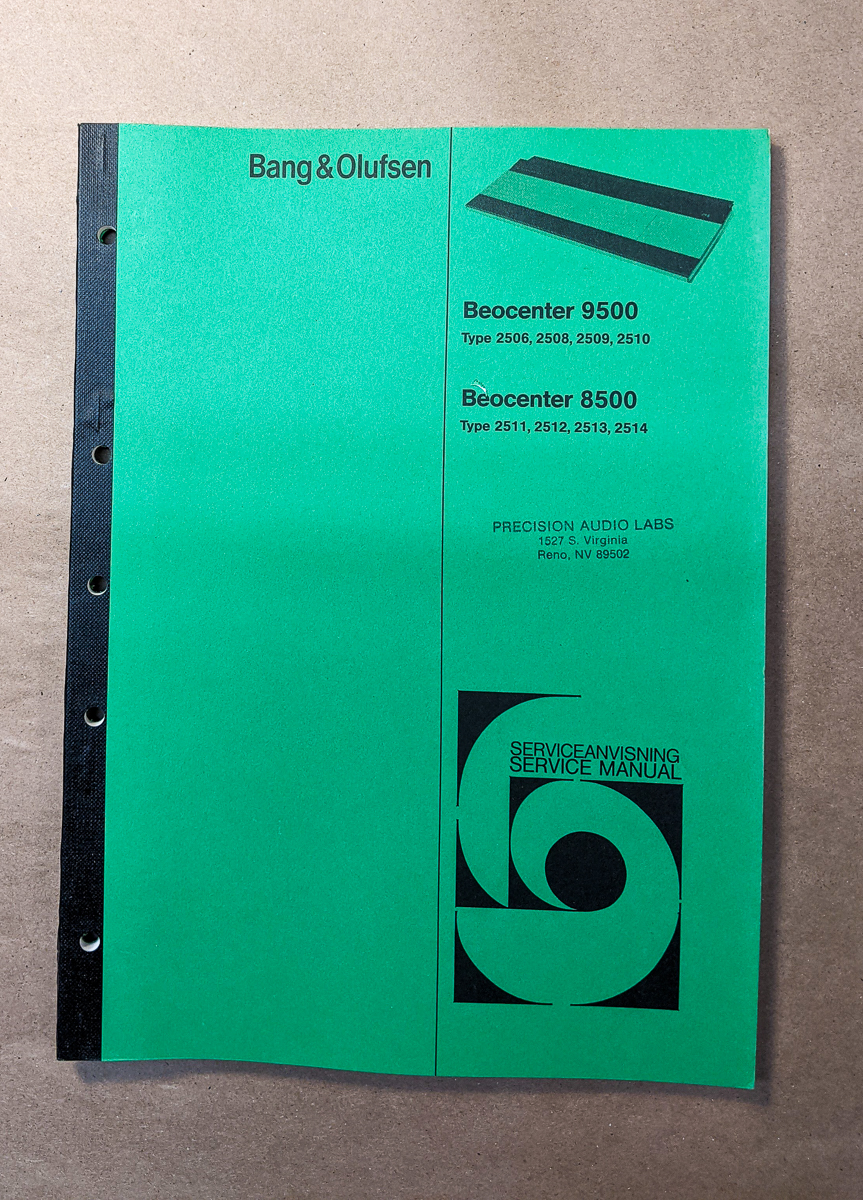 Bang & Olufsen
Beocenter 9500
Type 2506, 2508, 2509, 2510
Beocenter 8500
Type 2511, 2512, 2513, 2514
PRECISION AUDIO LABS
1527 S. Virginia
Reno, NV 89502
SERVICEANVISNING
SERVICE MANUAL